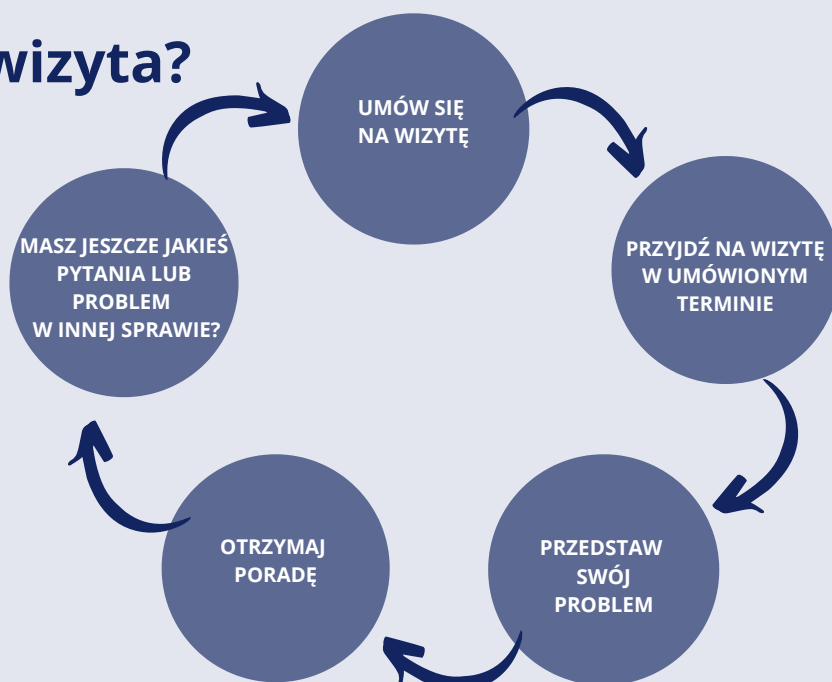 wizyta?
UMÓW SIĘ
NA WIZYTĘ
PRZYJDŹ NA WIZYTĘ
W UMÓWIONYM
TERMINIE
PRZEDSTAW
SWÓJ
PROBLEM
OTRZYMAJ
PORADĘ
MASZ JESZCZE JAKIEŚ
PYTANIA LUB
PROBLEM
W INNEJ SPRAWIE?